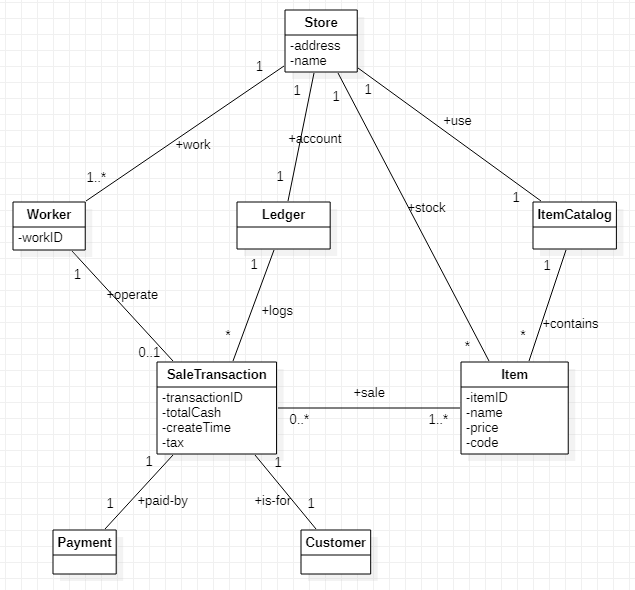 Store
-address
-name
1
1
1
1
+work
+account
+use
1..*
1
1
+stock
Worker
-workID
Ledger
ItemCatalog
1
1
1
+operate
+logs
+contains
0..1
*
*
*
SaleTransaction
-transactionID
-totalCash
-createTime
-tax
+sale
0..*
1..*
Item
-itemID
-name
-price
-code
1
1
1
+paid-by
+is-for
1
Payment
Customer